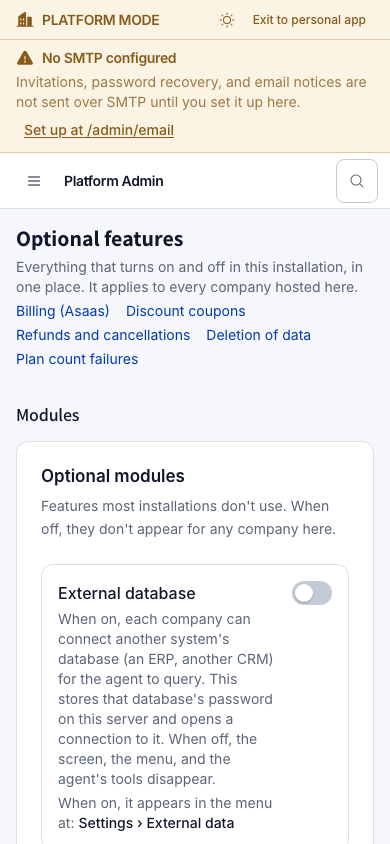 PLATFORM MODE
Exit to personal app
No SMTP configured
Invitations, password recovery, and email notices are
not sent over SMTP until you set it up here.
Set up at /admin/email
Platform Admin
Optional features
Everything that turns on and off in this installation, in
one place. It applies to every company hosted here.
Billing (Asaas) Discount coupons
Refunds and cancellations Deletion of data
Plan count failures
Modules
Optional modules
Features most installations don't use. When
off, they don't appear for any company here.
External database
When on, each company can
connect another system's
database (an ERP, another CRM)
for the agent to query. This
stores that database's password
on this server and opens a
connection to it. When off, the
screen, the menu, and the
agent's tools disappear.
When on, it appears in the menu
at: Settings › External data